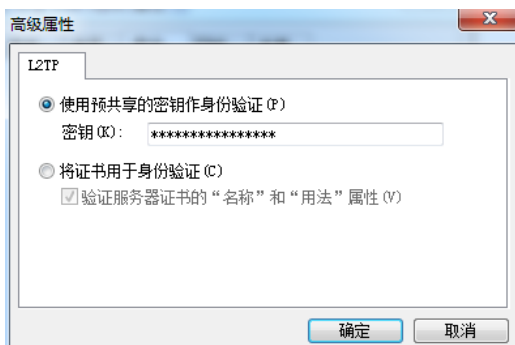 高级属性
L2TP
使用预共享的密钥作身份验证(P)
密钥(K): ****************
将证书用于身份验证(C)
验证服务器证书的“名称”和“用法”属性(V)
确定 取消